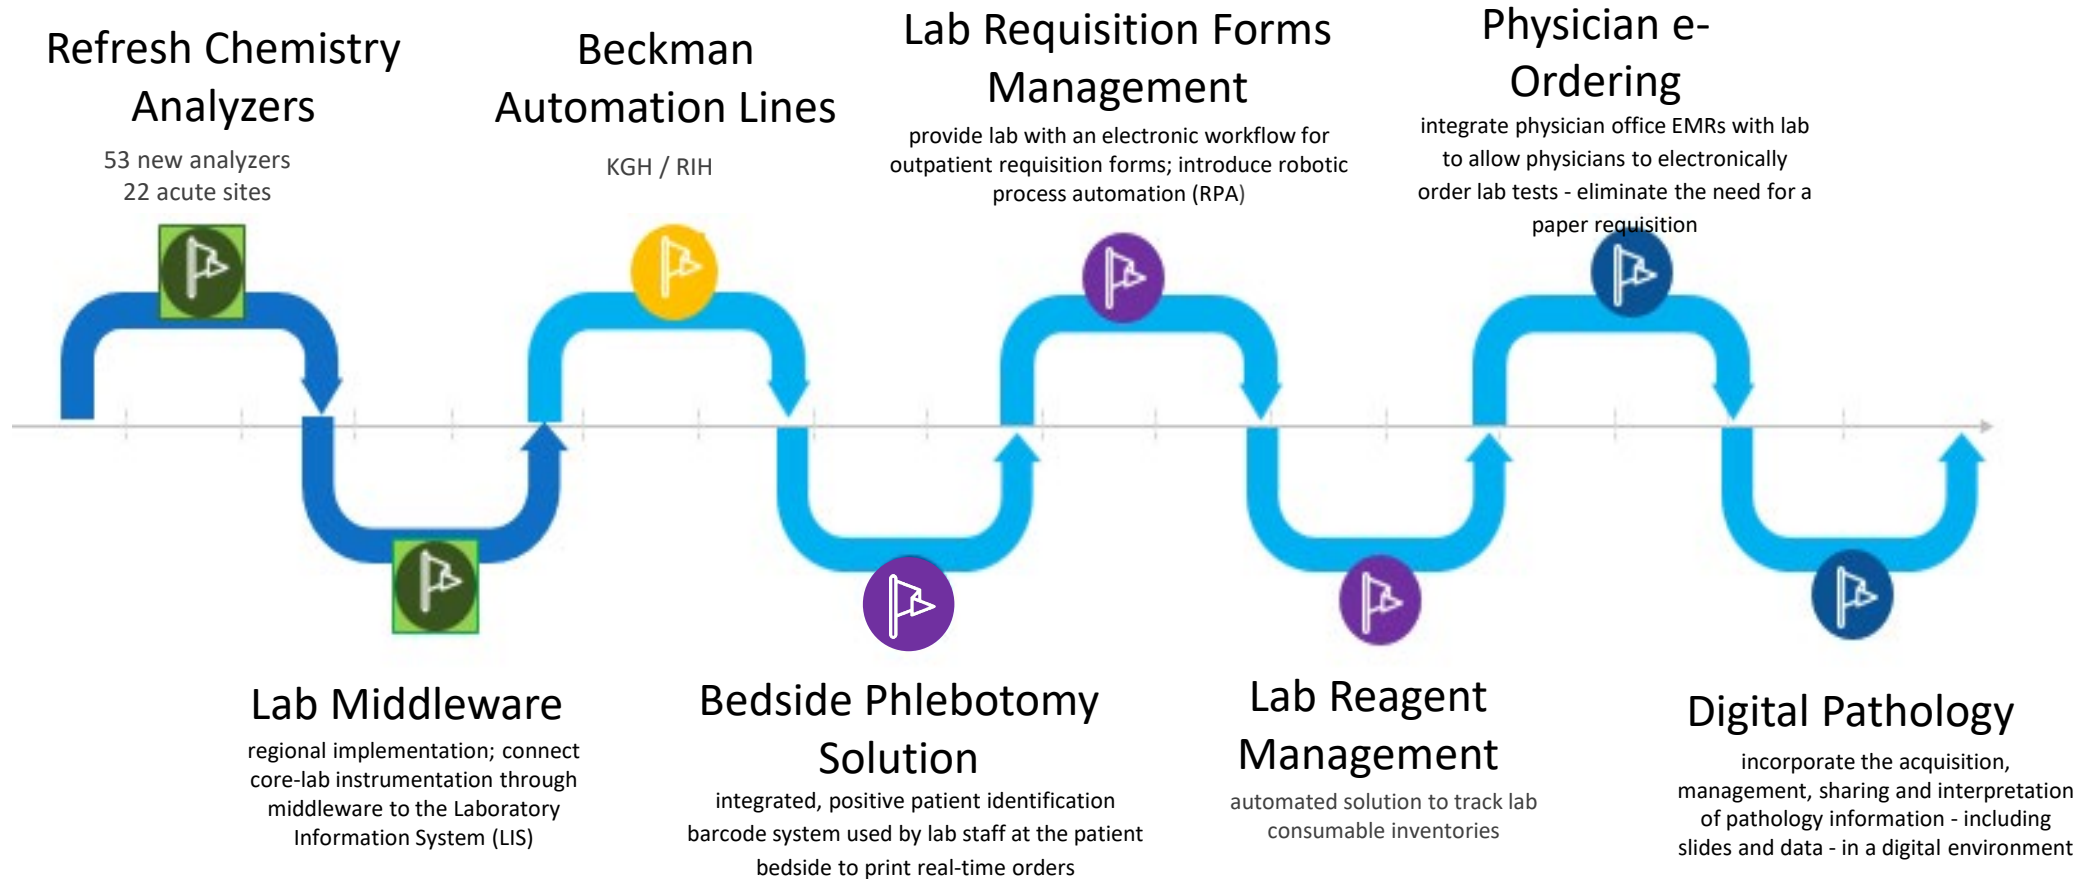 Refresh Chemistry
Analyzers
53 new analyzers
22 acute sites
Beckman
Automation Lines
KGH / RIH
Lab Requisition Forms
Management
provide lab with an electronic workflow for
outpatient requisition forms; introduce robotic
process automation (RPA)
Physician e-
Ordering
integrate physician office EMRs with lab
to allow physicians to electronically
order lab tests - eliminate the need for a
paper requisition
Lab Middleware
regional implementation; connect
core-lab instrumentation through
middleware to the Laboratory
Information System (LIS)
Bedside Phlebotomy
Solution
integrated, positive patient identification
barcode system used by lab staff at the patient
bedside to print real-time orders
Lab Reagent
Management
automated solution to track lab
consumable inventories
Digital Pathology
incorporate the acquisition,
management, sharing and interpretation
of pathology information - including
slides and data - in a digital environment